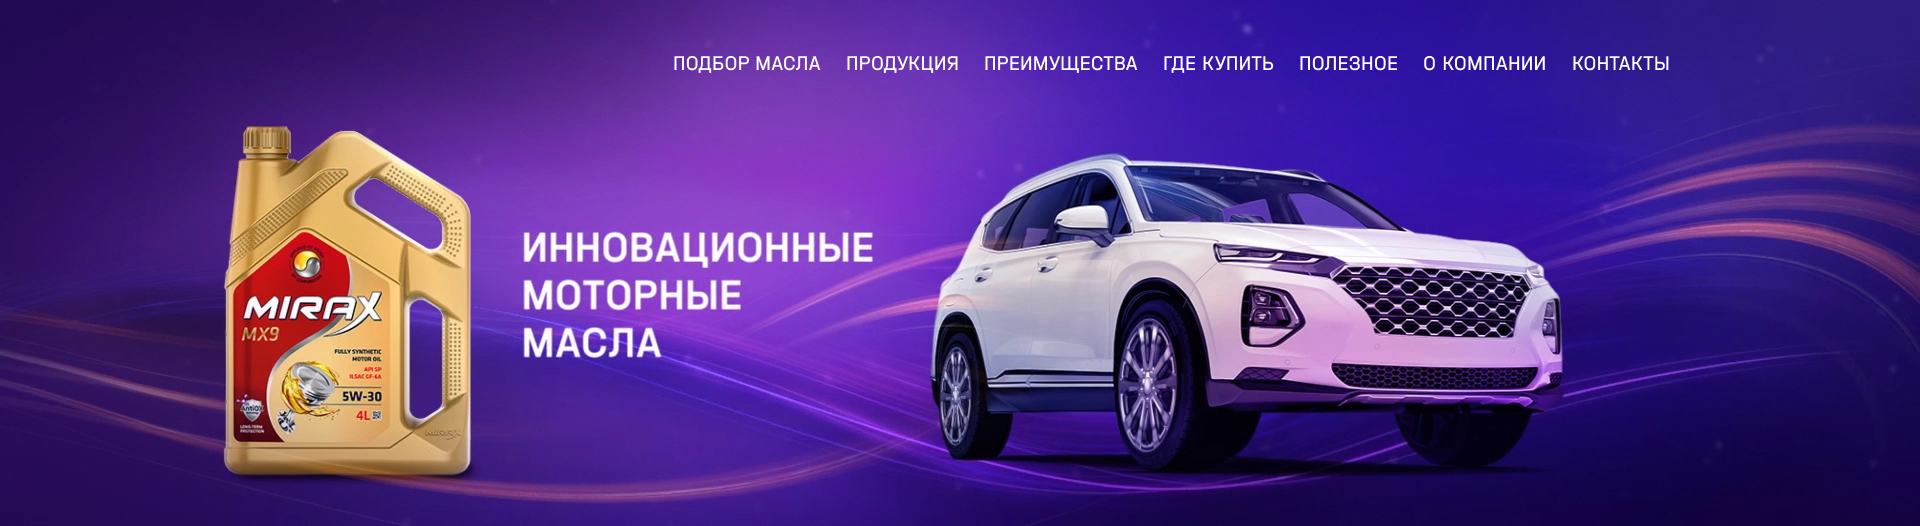 ПОДБОР МАСЛА ПРОДУКЦИЯ ПРЕИМУЩЕСТВА ГДЕ КУПИТЬ ПОЛЕЗНОЕ О КОМПАНИИ КОНТАКТЫ
ИННОВАЦИОННЫЕ
МОТОРНЫЕ
МАСЛА
MIRAX
MX9
FULLY SYNTHETIC
MOTOR OIL
API SP
ILSAC GF-6A
5W-30
4L
AntiOX
LONG-TERM
PROTECTION
MIRAX